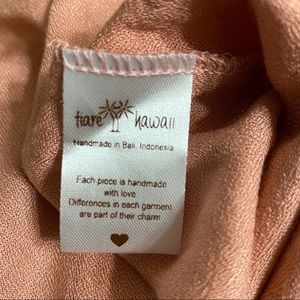 tiare hawaii
Handmade in Bali, Indonesia
Each piece is handmade
with love.
Differences in each garment
are part of their charm